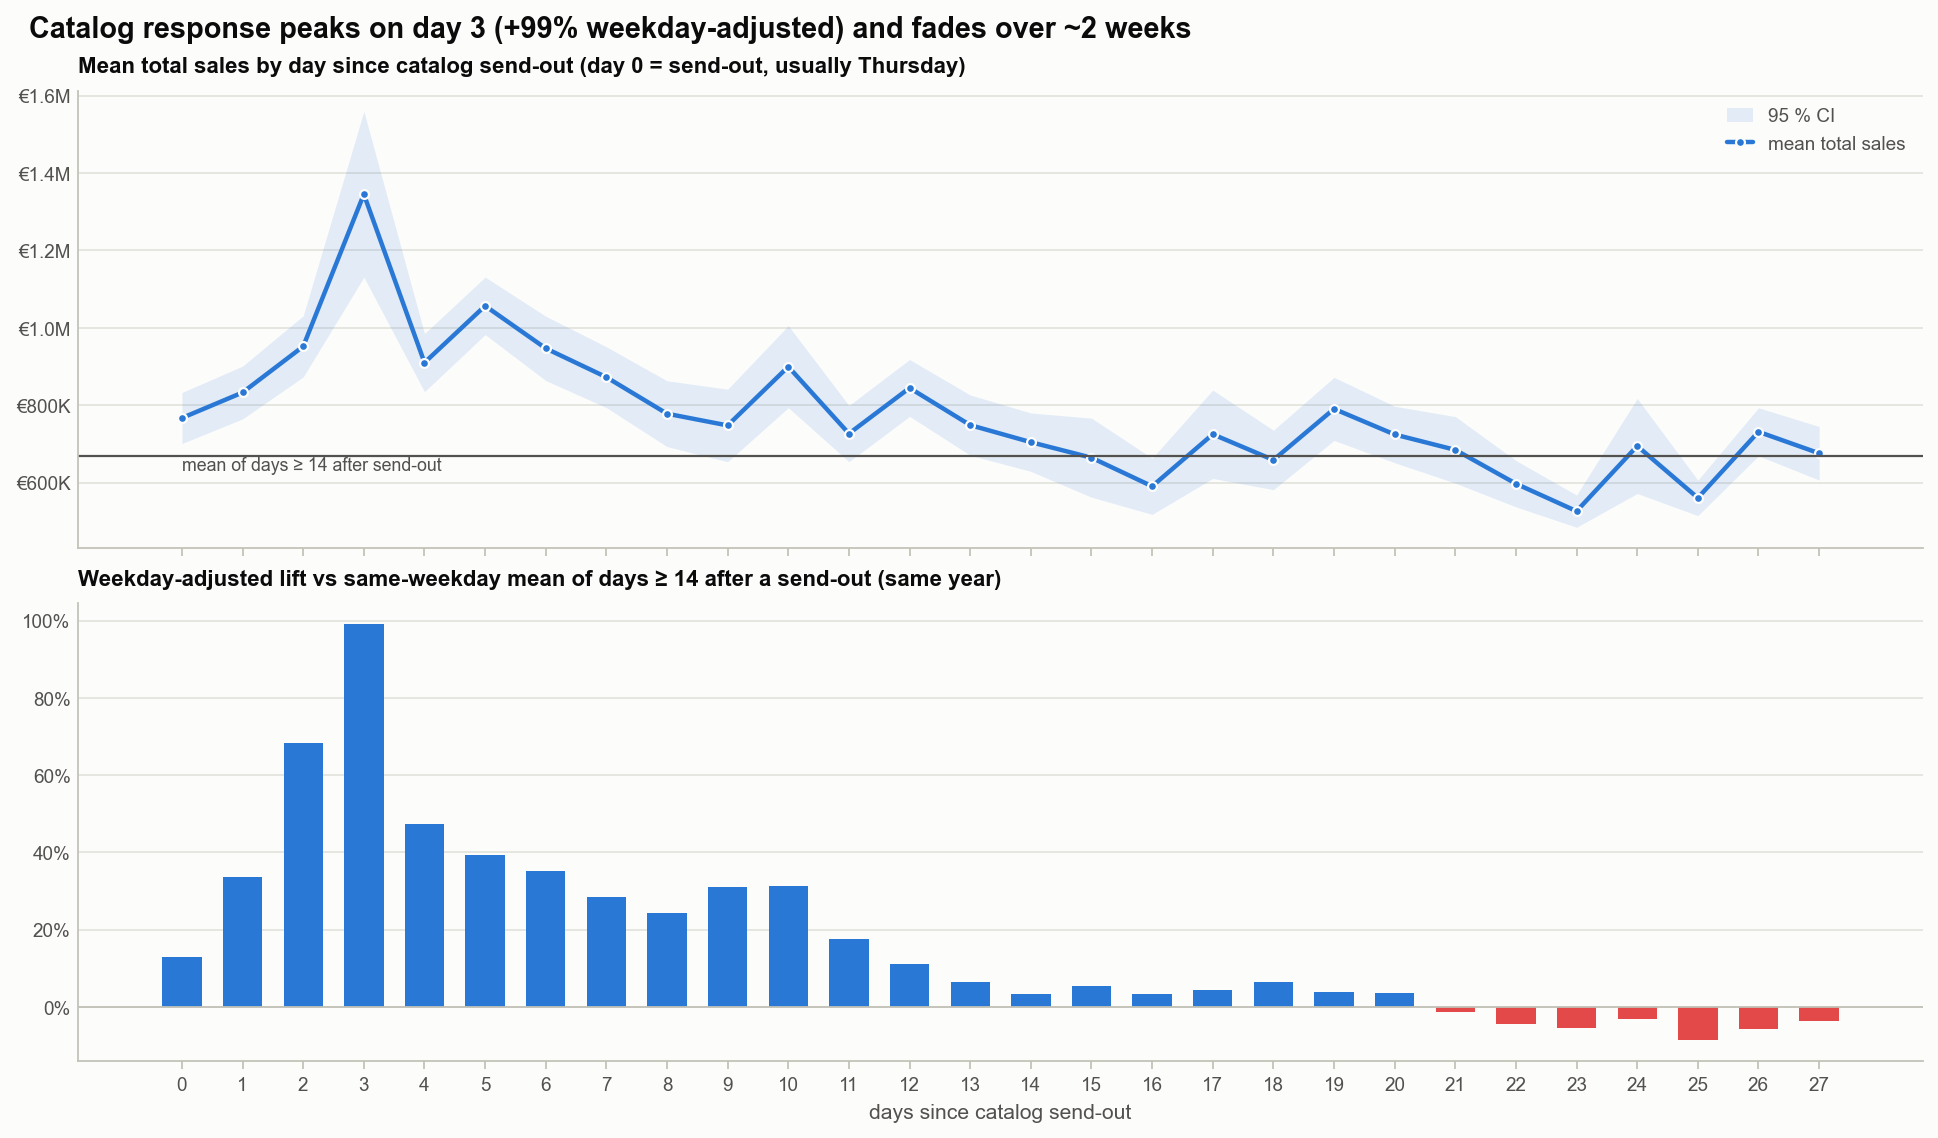 Catalog response peaks on day 3 (+99% weekday-adjusted) and fades over ~2 weeks
Mean total sales by day since catalog send-out (day 0 = send-out, usually Thursday)
€1.6M
€1.4M
€1.2M
€1.0M
€800K
€600K
95 % CI
mean total sales
mean of days ≥ 14 after send-out
Weekday-adjusted lift vs same-weekday mean of days ≥ 14 after a send-out (same year)
100%
80%
60%
40%
20%
0%
0 1 2 3 4 5 6 7 8 9 10 11 12 13 14 15 16 17 18 19 20 21 22 23 24 25 26 27
days since catalog send-out